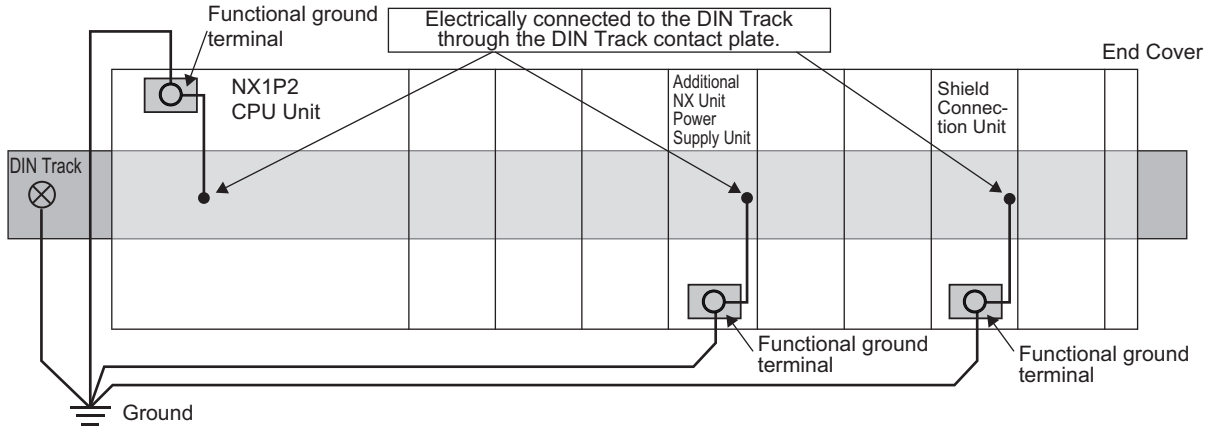 Functional ground
terminal
Electrically connected to the DIN Track
through the DIN Track contact plate.
End Cover
NX1P2
CPU Unit
Additional
NX Unit
Power
Supply Unit
Shield
Connec-
tion Unit
DIN Track
Functional ground
terminal
Functional ground
terminal
Ground